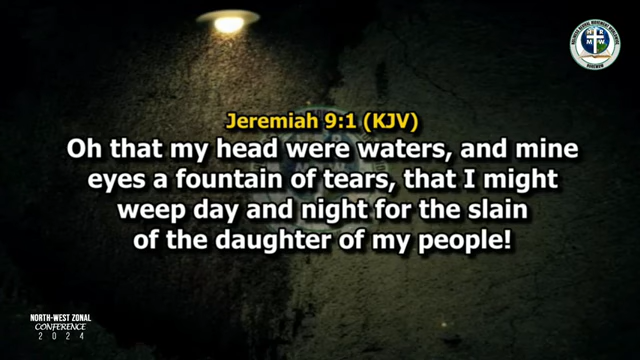 Jeremiah 9:1 (KJV)
Oh that my head were waters, and mine
eyes a fountain of tears, that I might
weep day and night for the slain
of the daughter of my people!
NORTH-WEST ZONAL
CONFERENCE
2024